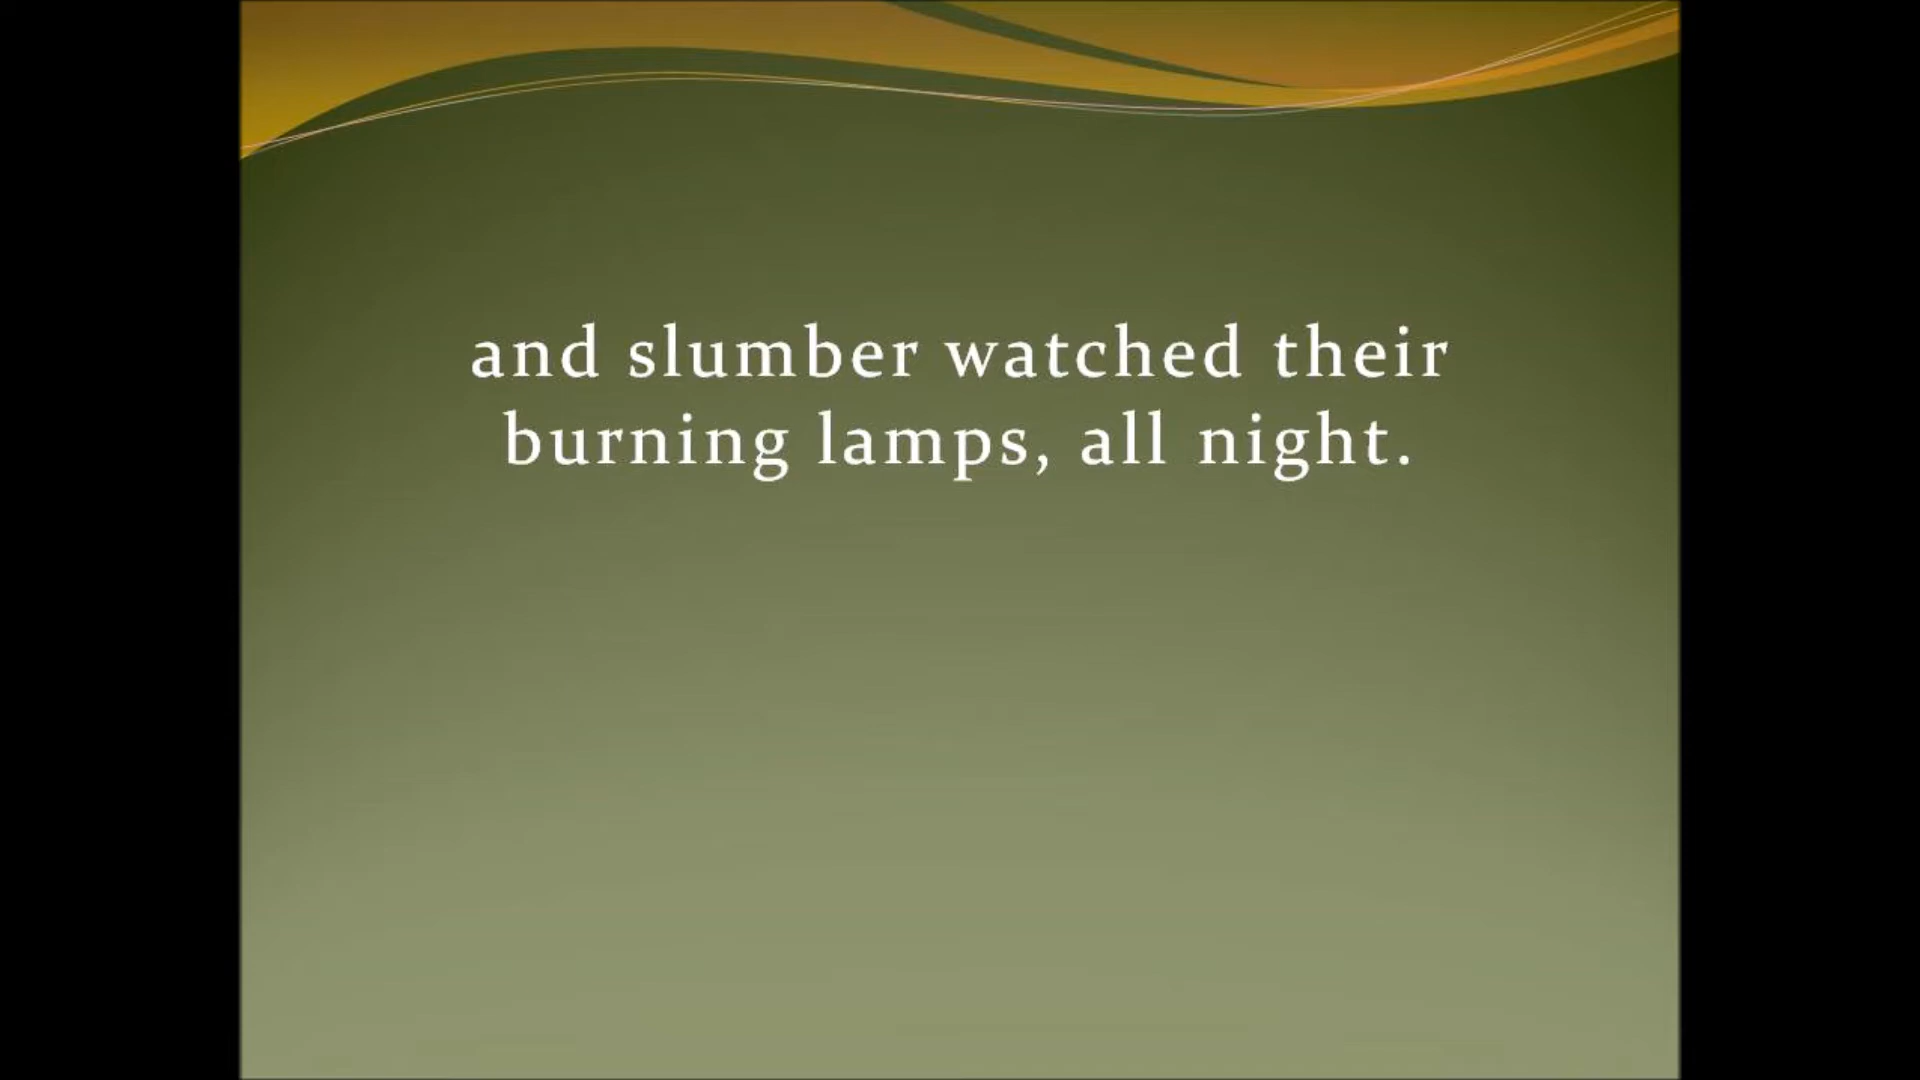 and slumber watched their
burning lamps, all night.